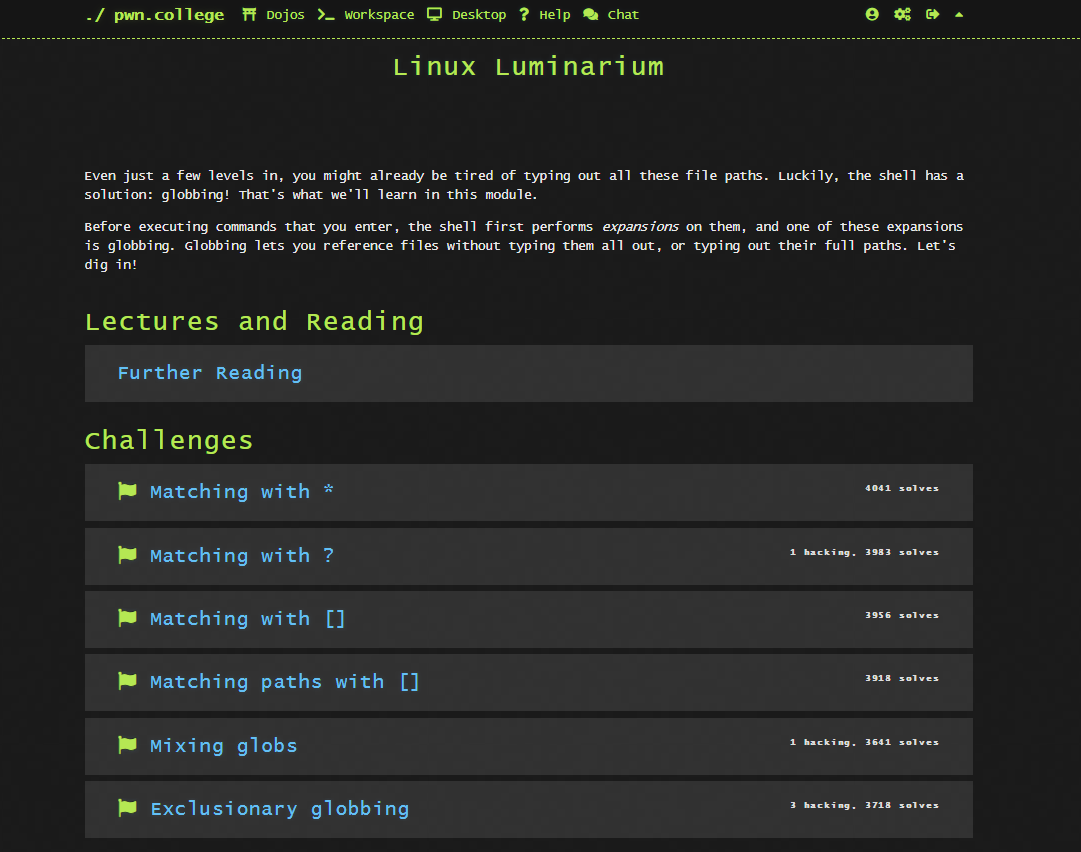 ./ pwn.college Dojos Workspace Desktop ? Help Chat
Linux Luminarium
Even just a few levels in, you might already be tired of typing out all these file paths. Luckily, the shell has a
solution: globbing! That's what we'll learn in this module.
Before executing commands that you enter, the shell first performs expansions on them, and one of these expansions
is globbing. Globbing lets you reference files without typing them all out, or typing out their full paths. Let's
dig in!
Lectures and Reading
Further Reading
Challenges
Matching with * 4041 solves
Matching with ? 1 hacking, 3983 solves
Matching with [] 3956 solves
Matching paths with [] 3918 solves
Mixing globs 1 hacking, 3641 solves
Exclusionary globbing 3 hacking, 3718 solves